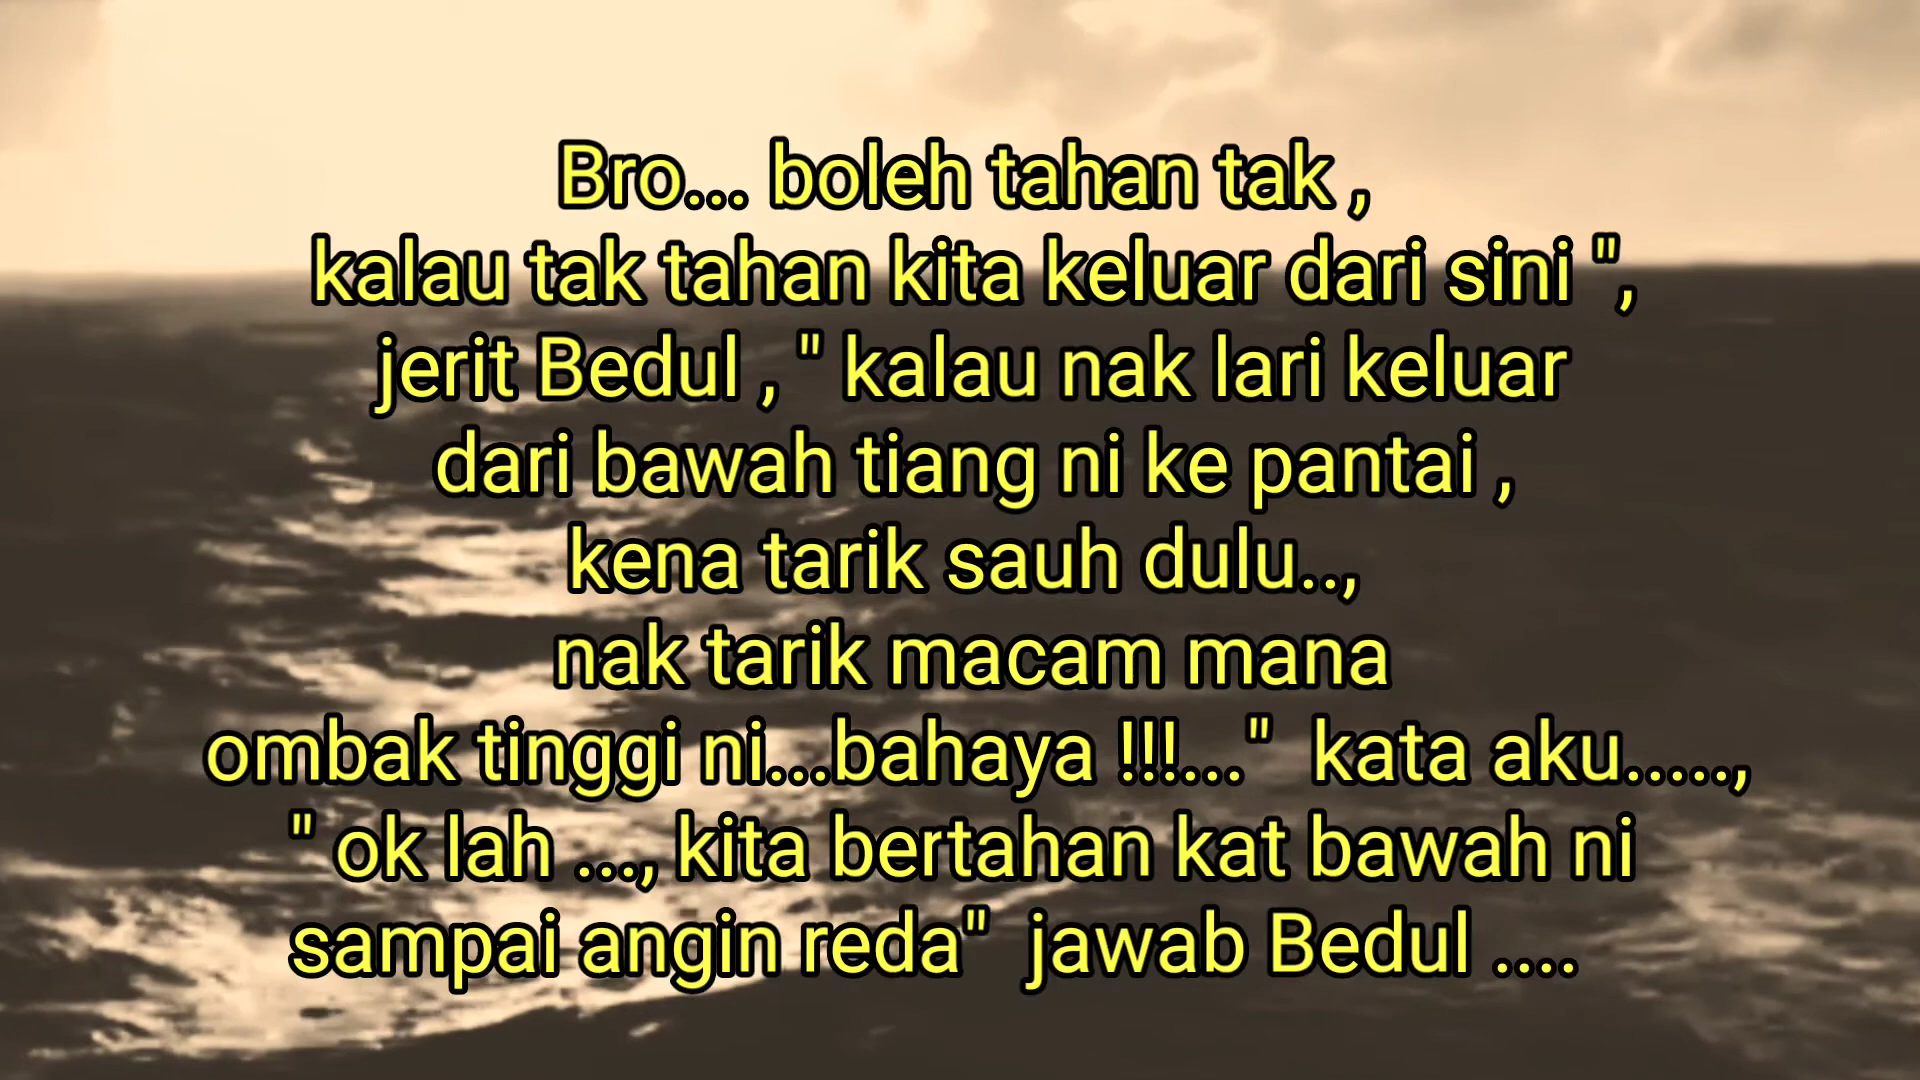 Bro... boleh tahan tak ,
kalau tak tahan kita keluar dari sini ",
jerit Bedul , " kalau nak lari keluar
dari bawah tiang ni ke pantai ,
kena tarik sauh dulu..,
nak tarik macam mana
ombak tinggi ni...bahaya !!!..." kata aku.....,
" ok lah ..., kita bertahan kat bawah ni
sampai angin reda" jawab Bedul ....